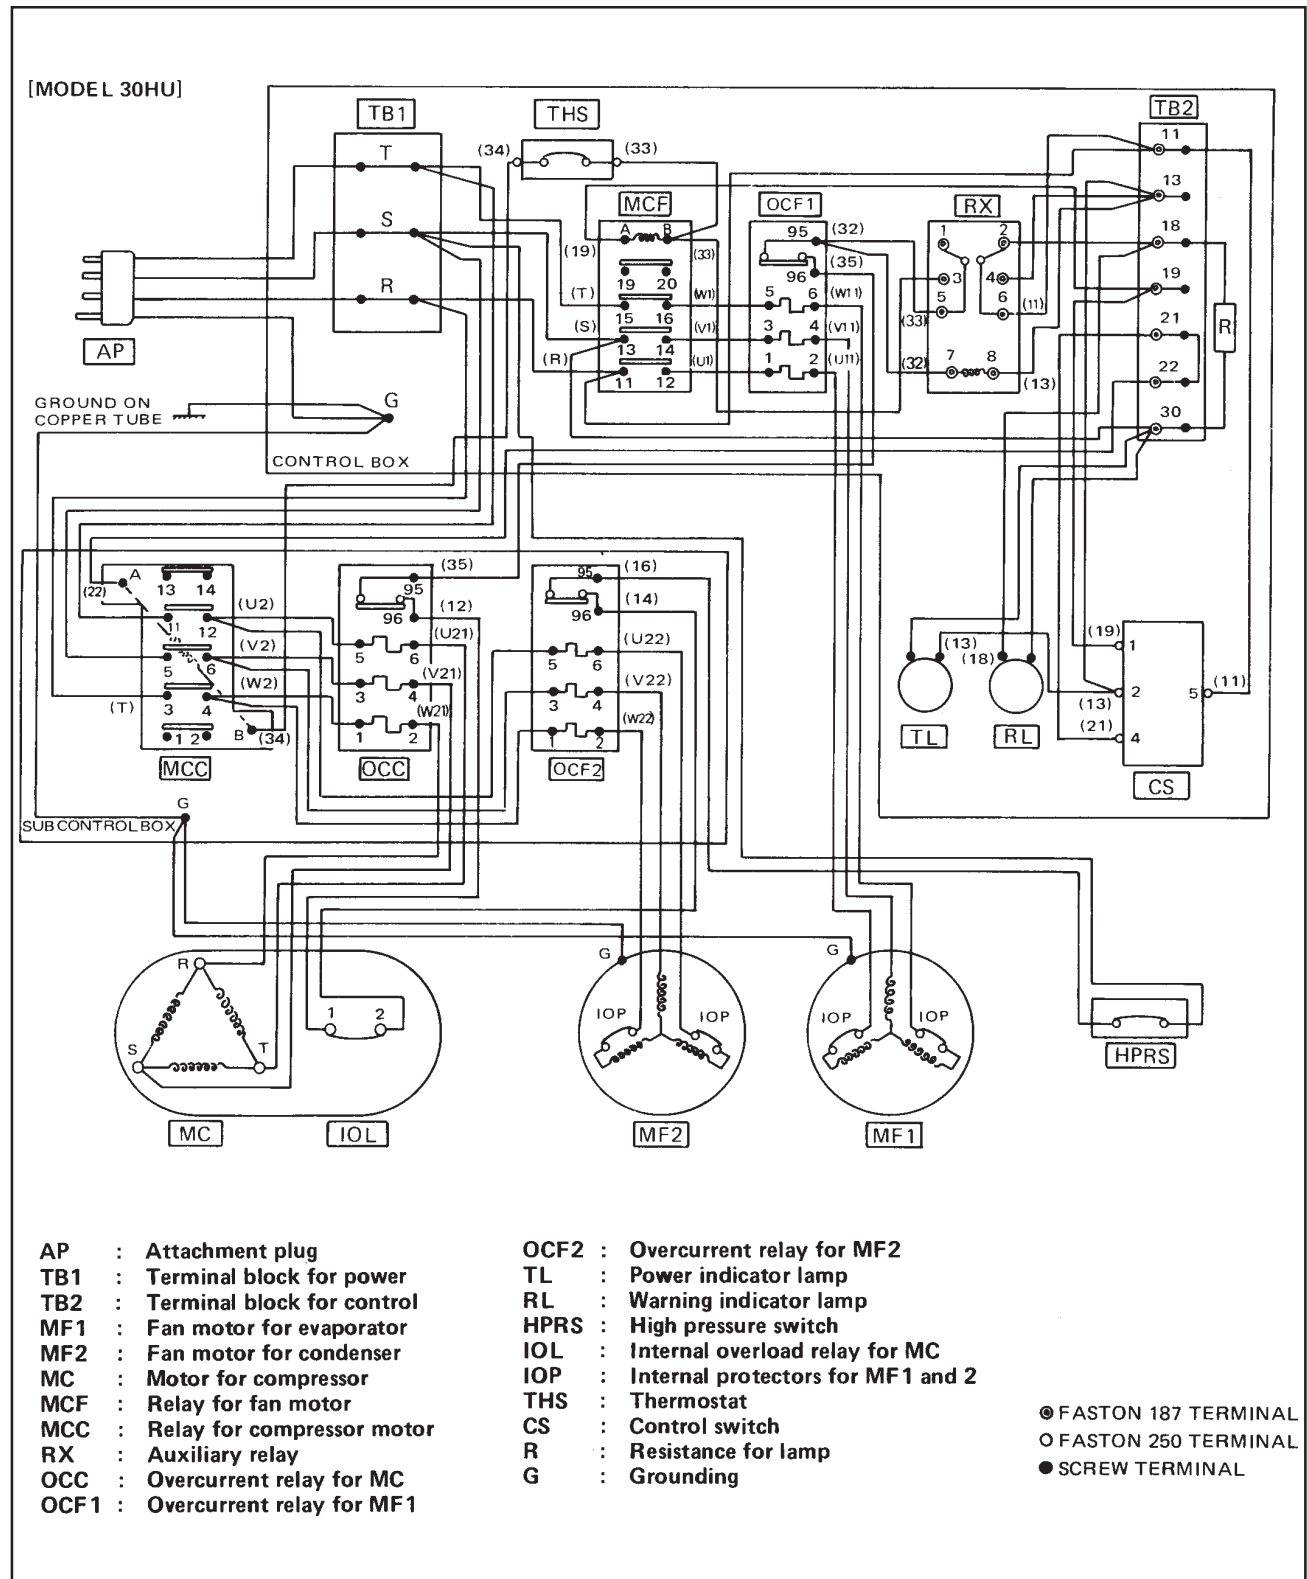 [MODEL 30HU]
TB1
THS
TB2
T
(34)
(33)
11
13
MCF
OCF1
RX
S
A
B
95
(32)
1
2
18
(19)
(33)
(35)
96
3
4
19
20
19
R
(T)
(W1)
5
6
(W11)
5
6
(11)
15
16
(33)
21
R
(S)
(V1)
3
4
(V11)
13
14
AP
(R)
(U1)
1
2
(U11)
(32)
7
8
(13)
22
11
12
GROUND ON
COPPER TUBE
G
30
CONTROL BOX
A
13
14
(35)
95
95
(16)
(22)
(U2)
96
(12)
96
(14)
11
12
(U21)
(U22)
(V2)
5
6
5
6
5
6
(V21)
(V22)
(W2)
3
4
3
4
(T)
3
4
(W21)
(W22)
1
2
B
(34)
1
2
1
2
MCC
OCC
OCF2
(19)
1
(13)
(18)
2
5
(11)
(13)
(21)
4
TL
RL
CS
G
SUB CONTROL BOX
R
G
G
1
2
IOP
IOP
IOP
IOP
S
T
HPRS
MC
IOL
MF2
MF1
AP : Attachment plug
TB1 : Terminal block for power
TB2 : Terminal block for control
MF1 : Fan motor for evaporator
MF2 : Fan motor for condenser
MC : Motor for compressor
MCF : Relay for fan motor
MCC : Relay for compressor motor
RX : Auxiliary relay
OCC : Overcurrent relay for MC
OCF1 : Overcurrent relay for MF1
OCF2 : Overcurrent relay for MF2
TL : Power indicator lamp
RL : Warning indicator lamp
HPRS : High pressure switch
IOL : Internal overload relay for MC
IOP : Internal protectors for MF1 and 2
THS : Thermostat
CS : Control switch
R : Resistance for lamp
G : Grounding
FASTON 187 TERMINAL
FASTON 250 TERMINAL
SCREW TERMINAL